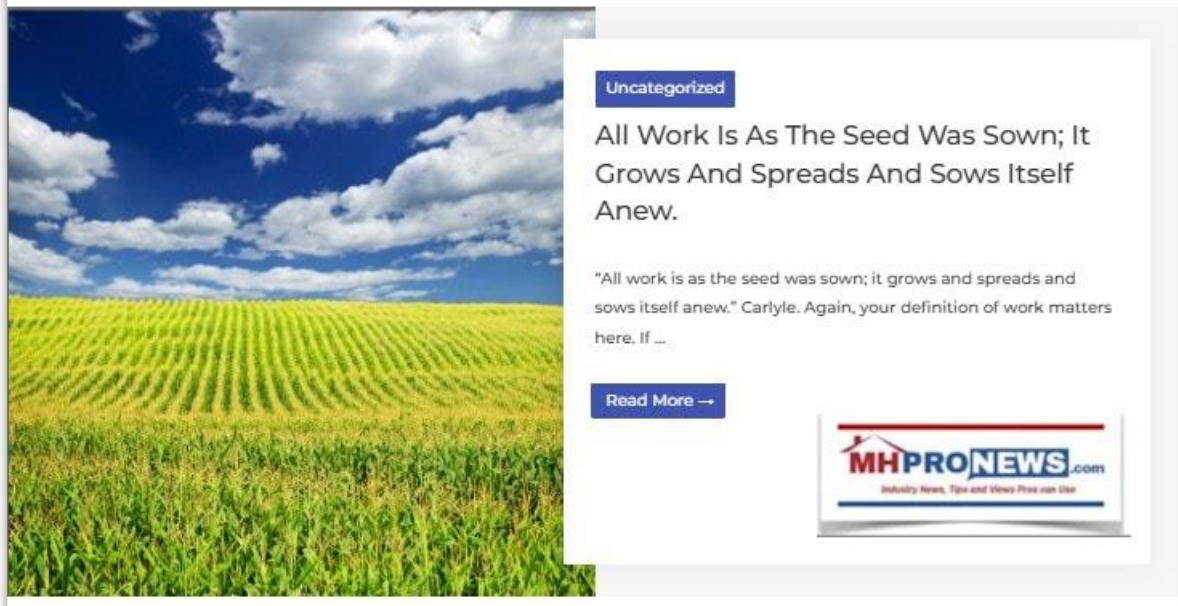 Uncategorized
All Work Is As The Seed Was Sown; It
Grows And Spreads And Sows Itself
Anew.
“All work is as the seed was sown; it grows and spreads and
sows itself anew.” Carlyle. Again, your definition of work matters
here. If ...
Read More →
MHPRONEWS.com
Industry News, Tips and Views Pros can Use